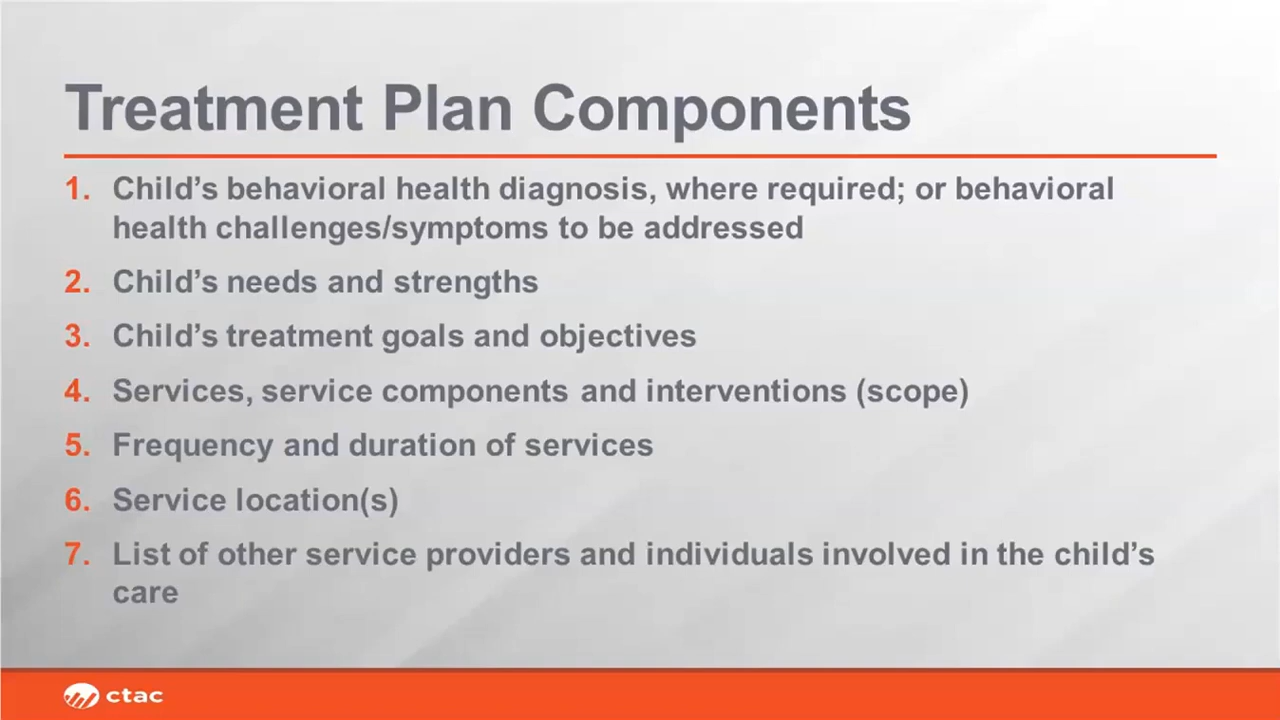 Treatment Plan Components
1. Child’s behavioral health diagnosis, where required; or behavioral
health challenges/symptoms to be addressed
2. Child’s needs and strengths
3. Child’s treatment goals and objectives
4. Services, service components and interventions (scope)
5. Frequency and duration of services
6. Service location(s)
7. List of other service providers and individuals involved in the child’s
care
ctac